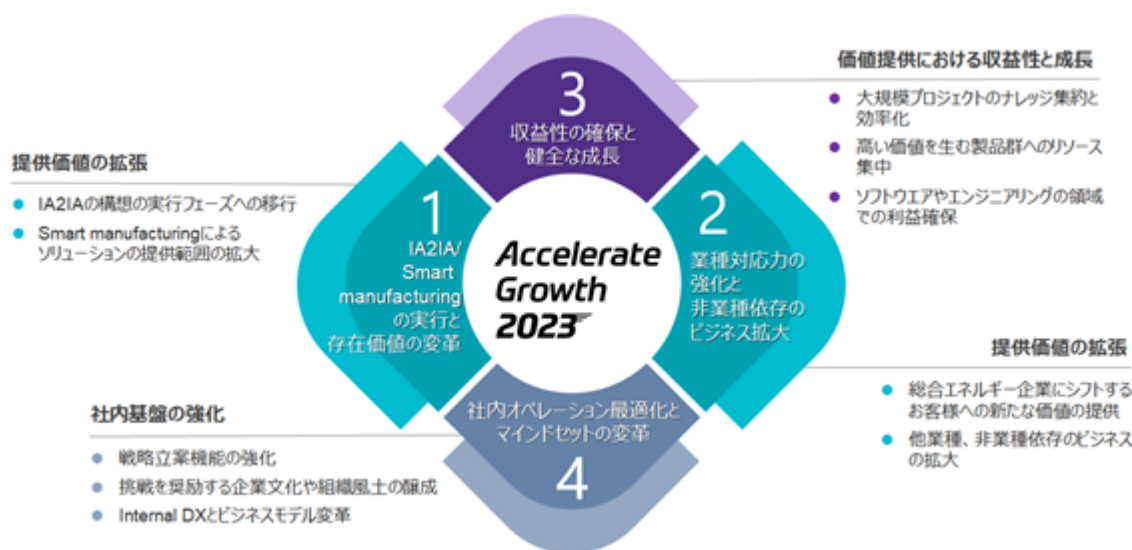 3
収益性の確保と
健全な成長
価値提供における収益性と成長
大規模プロジェクトのナレッジ集約と
効率化
高い価値を生む製品群へのリソース
集中
ソフトウエアやエンジニアリングの領域
での利益確保
提供価値の拡張
IA2IAの構想の実行フェーズへの移行
Smart manufacturingによる
ソリューションの提供範囲の拡大
1
IA2IA/
Smart
manufacturing
の実行と
存在価値の変革
Accelerate
Growth
2023
2
業種対応力の
強化と
非業種依存の
ビジネス拡大
提供価値の拡張
総合エネルギー企業にシフトする
お客様への新たな価値の提供
他業種、非業種依存のビジネス
の拡大
社内基盤の強化
戦略立案機能の強化
挑戦を奨励する企業文化や組織風土の醸成
Internal DXとビジネスモデル変革
社内オペレーション最適化と
マインドセットの変革
4